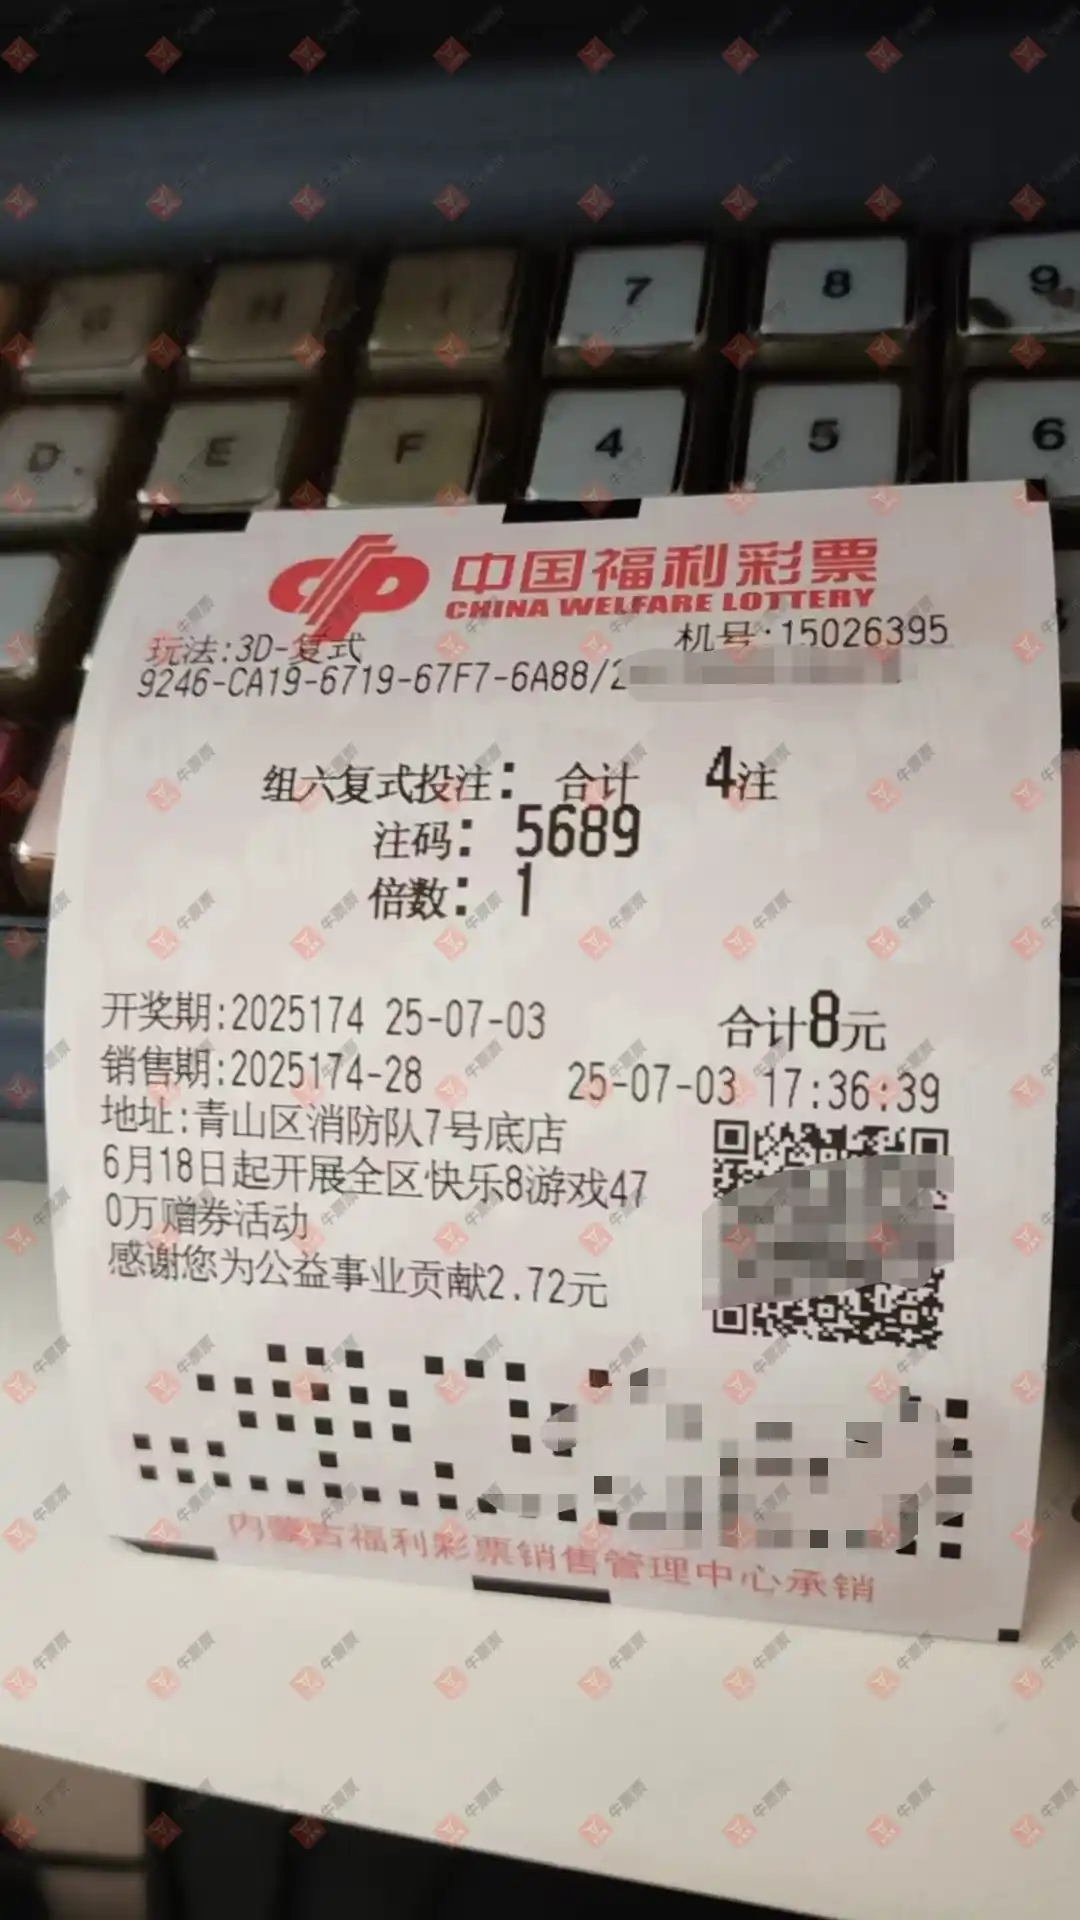 7 8 9
D E F 4 5 6
中国福利彩票
CHINA WELFARE LOTTERY
玩法:3D-复式 机号:15026395
9246-CA19-6719-67F7-6A88/2
组六复式投注: 合计 4注
注码: 5689
倍数: 1
开奖期:2025174 25-07-03 合计8元
销售期:2025174-28 25-07-03 17:36:39
地址:青山区消防队7号底店
6月18日起开展全区快乐8游戏47
0万赠券活动
感谢您为公益事业贡献2.72元
内蒙古福利彩票销售管理中心承销
牛票票